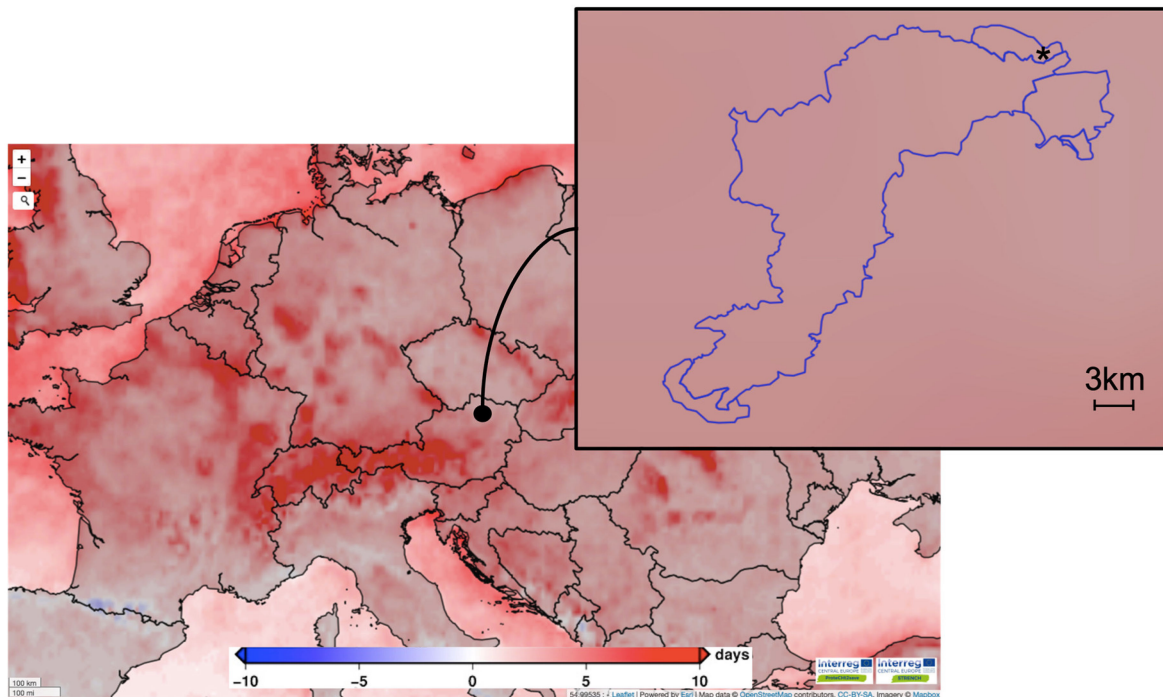 *
3km
+
−
days
−10
−5
0
5
10
Interreg
CENTRAL EUROPE
ProteCHt2save
Interreg
CENTRAL EUROPE
STRENCH
100 km
100 mi
Leaflet | Powered by Esri | Map data © OpenStreetMap contributors, CC-BY-SA, Imagery © Mapbox